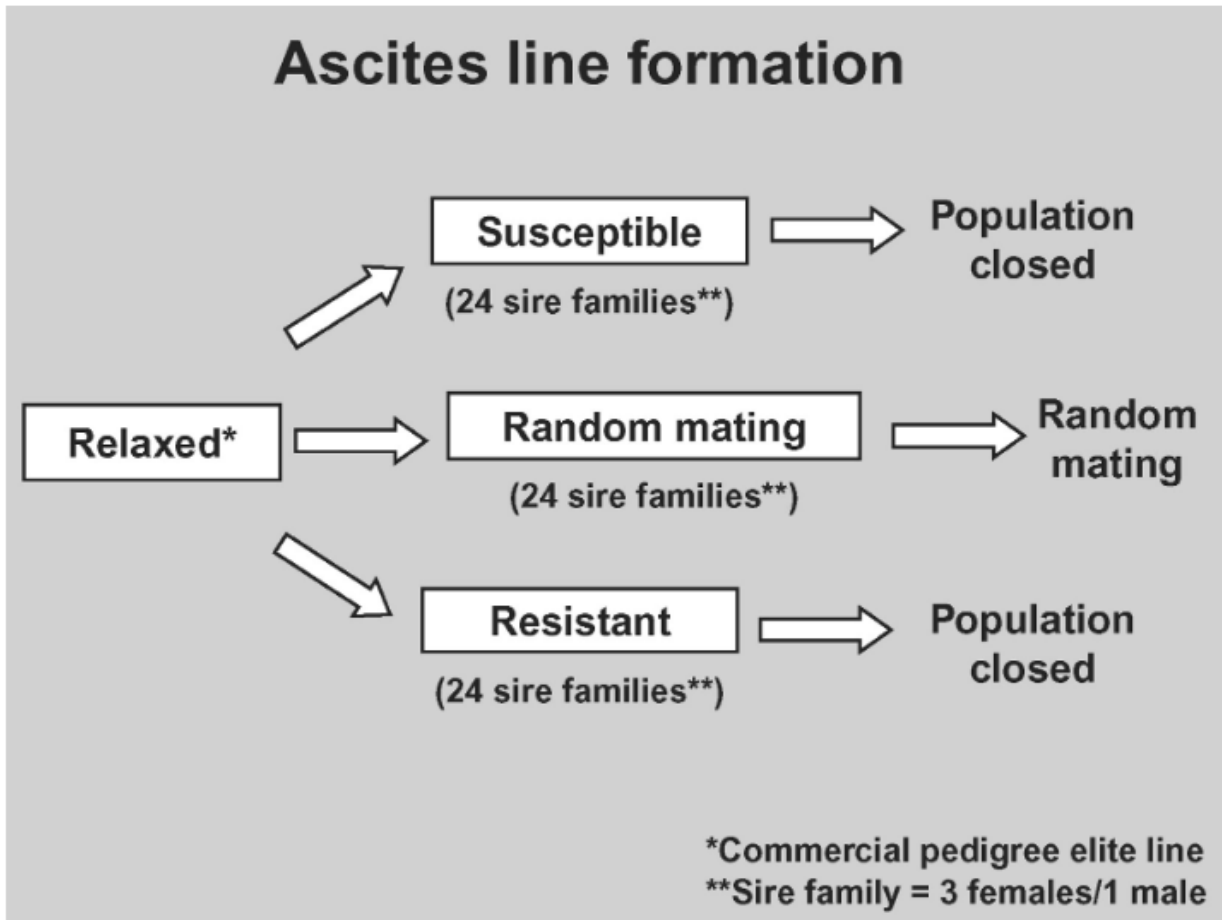 Ascites line formation
Susceptible
(24 sire families**)
Population
closed
Relaxed*
Random mating
(24 sire families**)
Random
mating
Resistant
(24 sire families**)
Population
closed
*Commercial pedigree elite line
**Sire family = 3 females/1 male